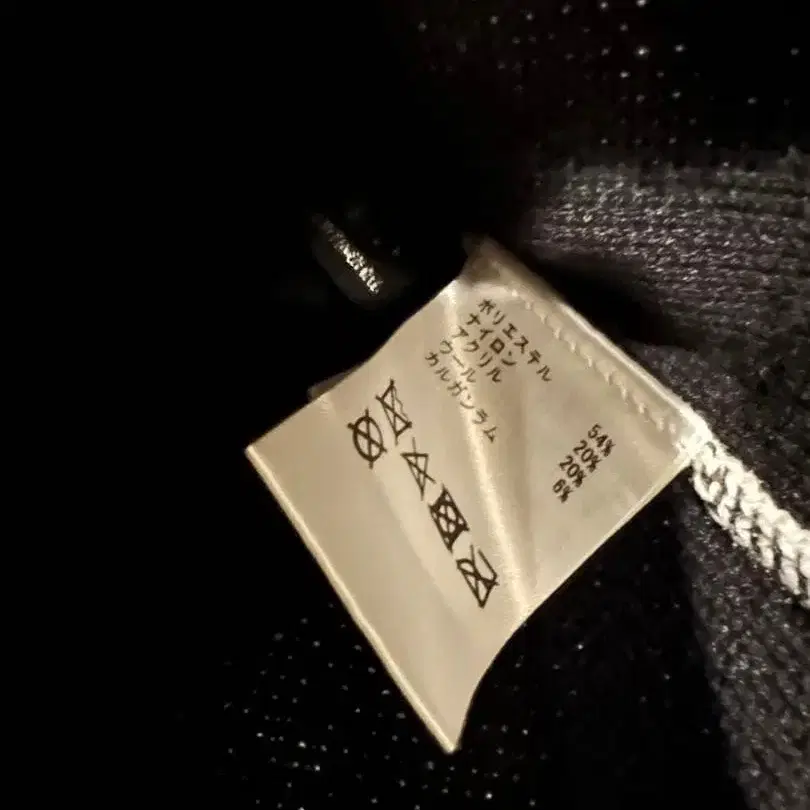 ポリエステル 54%
ナイロン 20%
アクリル 20%
ウール 6%
カルガンラム